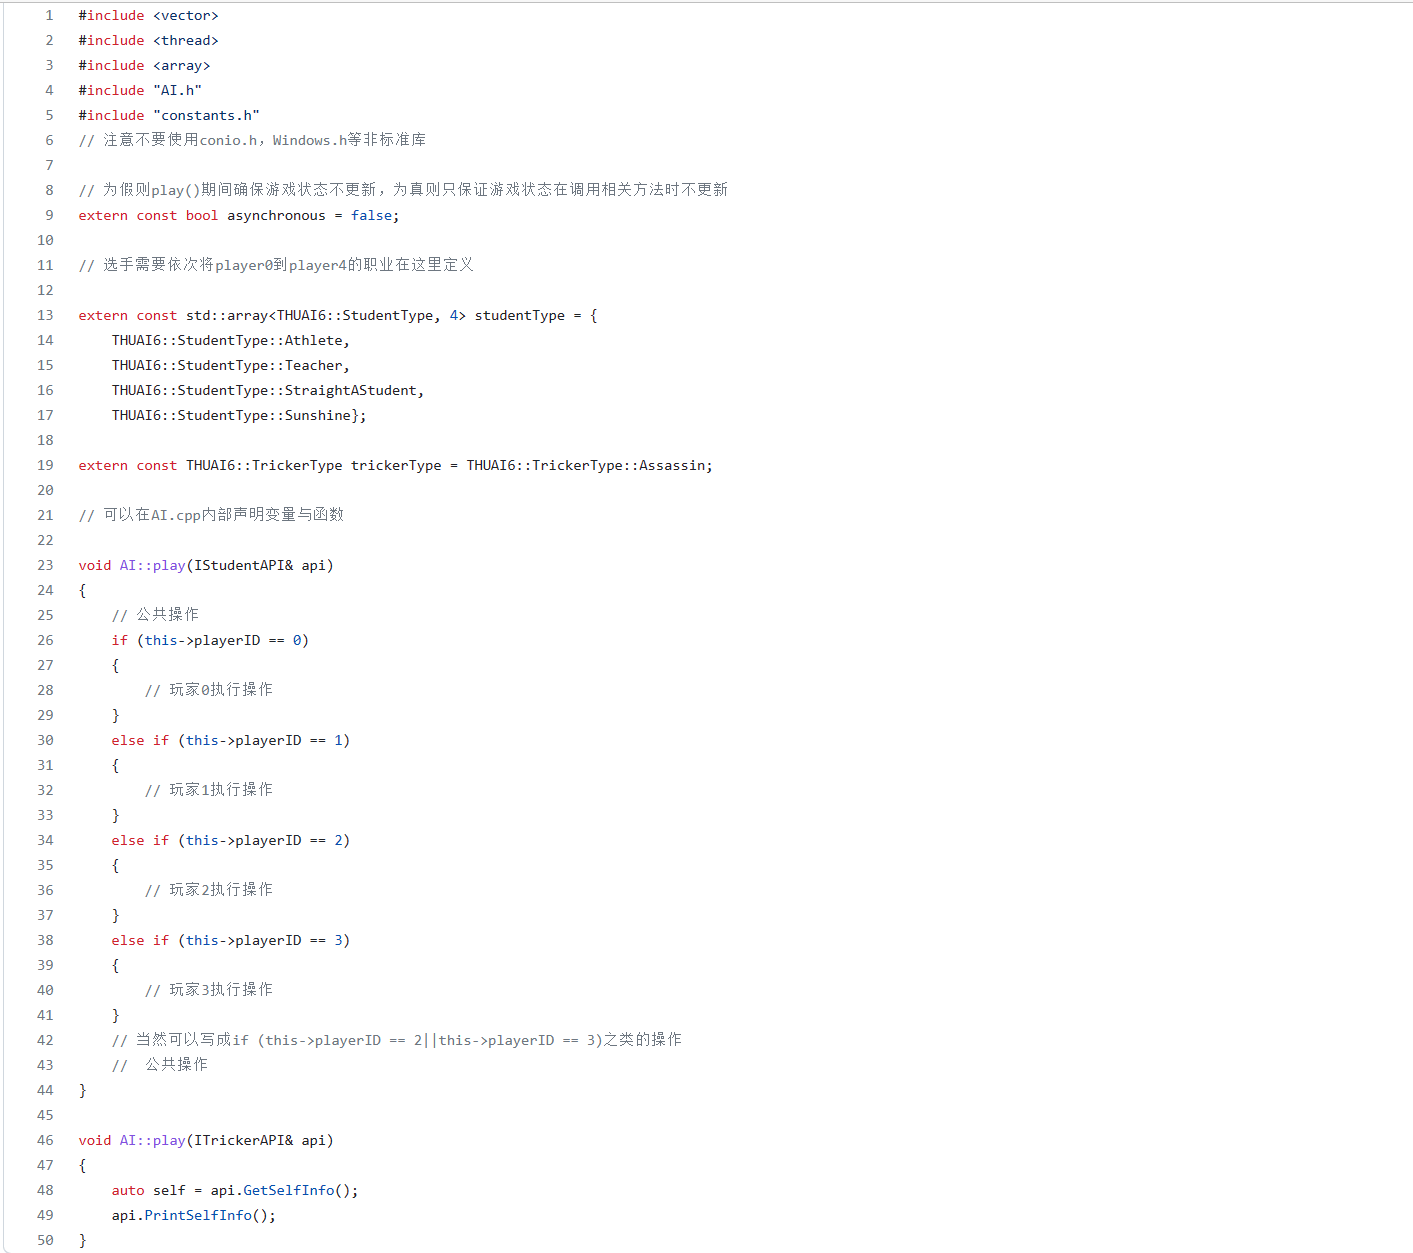 1 #include <vector>
2 #include <thread>
3 #include <array>
4 #include "AI.h"
5 #include "constants.h"
6 // 注意不要使用conio.h，Windows.h等非标准库
7
8 // 为假则play()期间确保游戏状态不更新，为真则只保证游戏状态在调用相关方法时不更新
9 extern const bool asynchronous = false;
10
11 // 选手需要依次将player0到player4的职业在这里定义
12
13 extern const std::array<THUAI6::StudentType, 4> studentType = {
14     THUAI6::StudentType::Athlete,
15     THUAI6::StudentType::Teacher,
16     THUAI6::StudentType::StraightAStudent,
17     THUAI6::StudentType::Sunshine};
18
19 extern const THUAI6::TrickerType trickerType = THUAI6::TrickerType::Assassin;
20
21 // 可以在AI.cpp内部声明变量与函数
22
23 void AI::play(IStudentAPI& api)
24 {
25     // 公共操作
26     if (this->playerID == 0)
27     {
28         // 玩家0执行操作
29     }
30     else if (this->playerID == 1)
31     {
32         // 玩家1执行操作
33     }
34     else if (this->playerID == 2)
35     {
36         // 玩家2执行操作
37     }
38     else if (this->playerID == 3)
39     {
40         // 玩家3执行操作
41     }
42     // 当然可以写成if (this->playerID == 2||this->playerID == 3)之类的操作
43     //  公共操作
44 }
45
46 void AI::play(ITrickerAPI& api)
47 {
48     auto self = api.GetSelfInfo();
49     api.PrintSelfInfo();
50 }